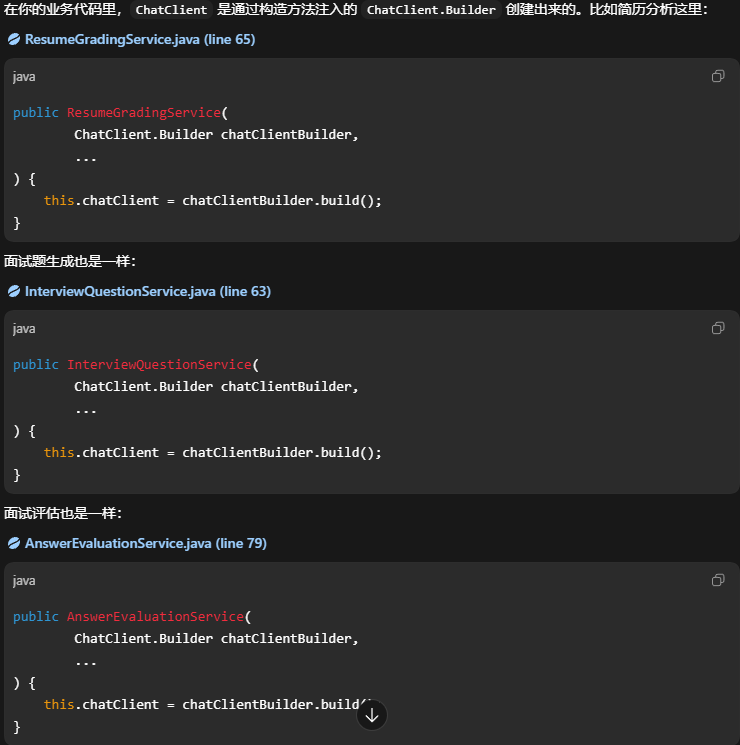 在你的业务代码里，ChatClient 是通过构造方法注入的 ChatClient.Builder 创建出来的。比如简历分析这里：
ResumeGradingService.java (line 65)
java
public ResumeGradingService(
        ChatClient.Builder chatClientBuilder,
        ...
) {
    this.chatClient = chatClientBuilder.build();
}
面试题生成也是一样：
InterviewQuestionService.java (line 63)
java
public InterviewQuestionService(
        ChatClient.Builder chatClientBuilder,
        ...
) {
    this.chatClient = chatClientBuilder.build();
}
面试评估也是一样：
AnswerEvaluationService.java (line 79)
java
public AnswerEvaluationService(
        ChatClient.Builder chatClientBuilder,
        ...
) {
    this.chatClient = chatClientBuilder.build
}